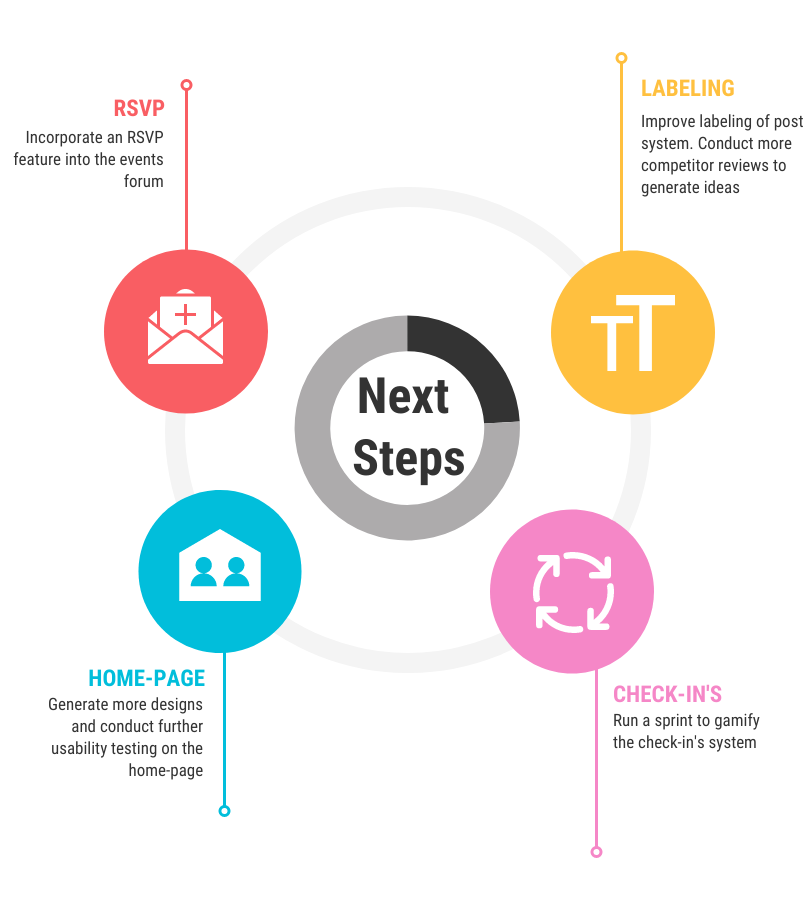 RSVP
Incorporate an RSVP
feature into the events
forum
LABELING
Improve labeling of post
system. Conduct more
competitor reviews to
generate ideas
Next
Steps
HOME-PAGE
Generate more designs
and conduct further
usability testing on the
home-page
CHECK-IN'S
Run a sprint to gamify
the check-in's system